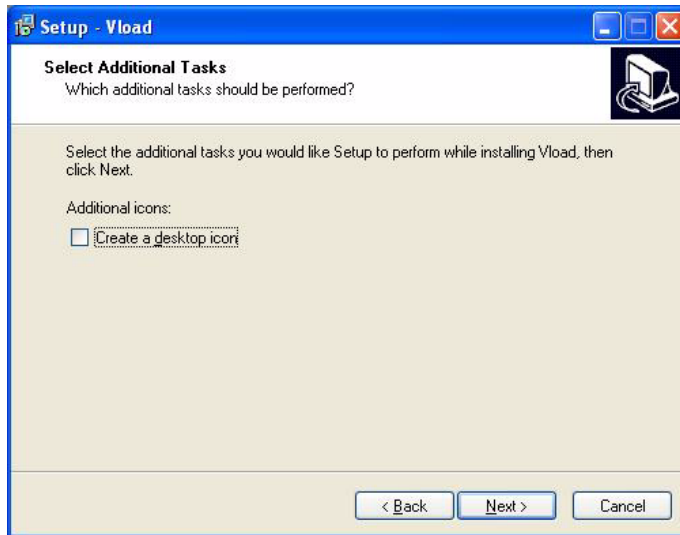 Setup - Vload
Select Additional Tasks
Which additional tasks should be performed?
Select the additional tasks you would like Setup to perform while installing Vload, then
click Next.
Additional icons:
Create a desktop icon
< Back
Next >
Cancel